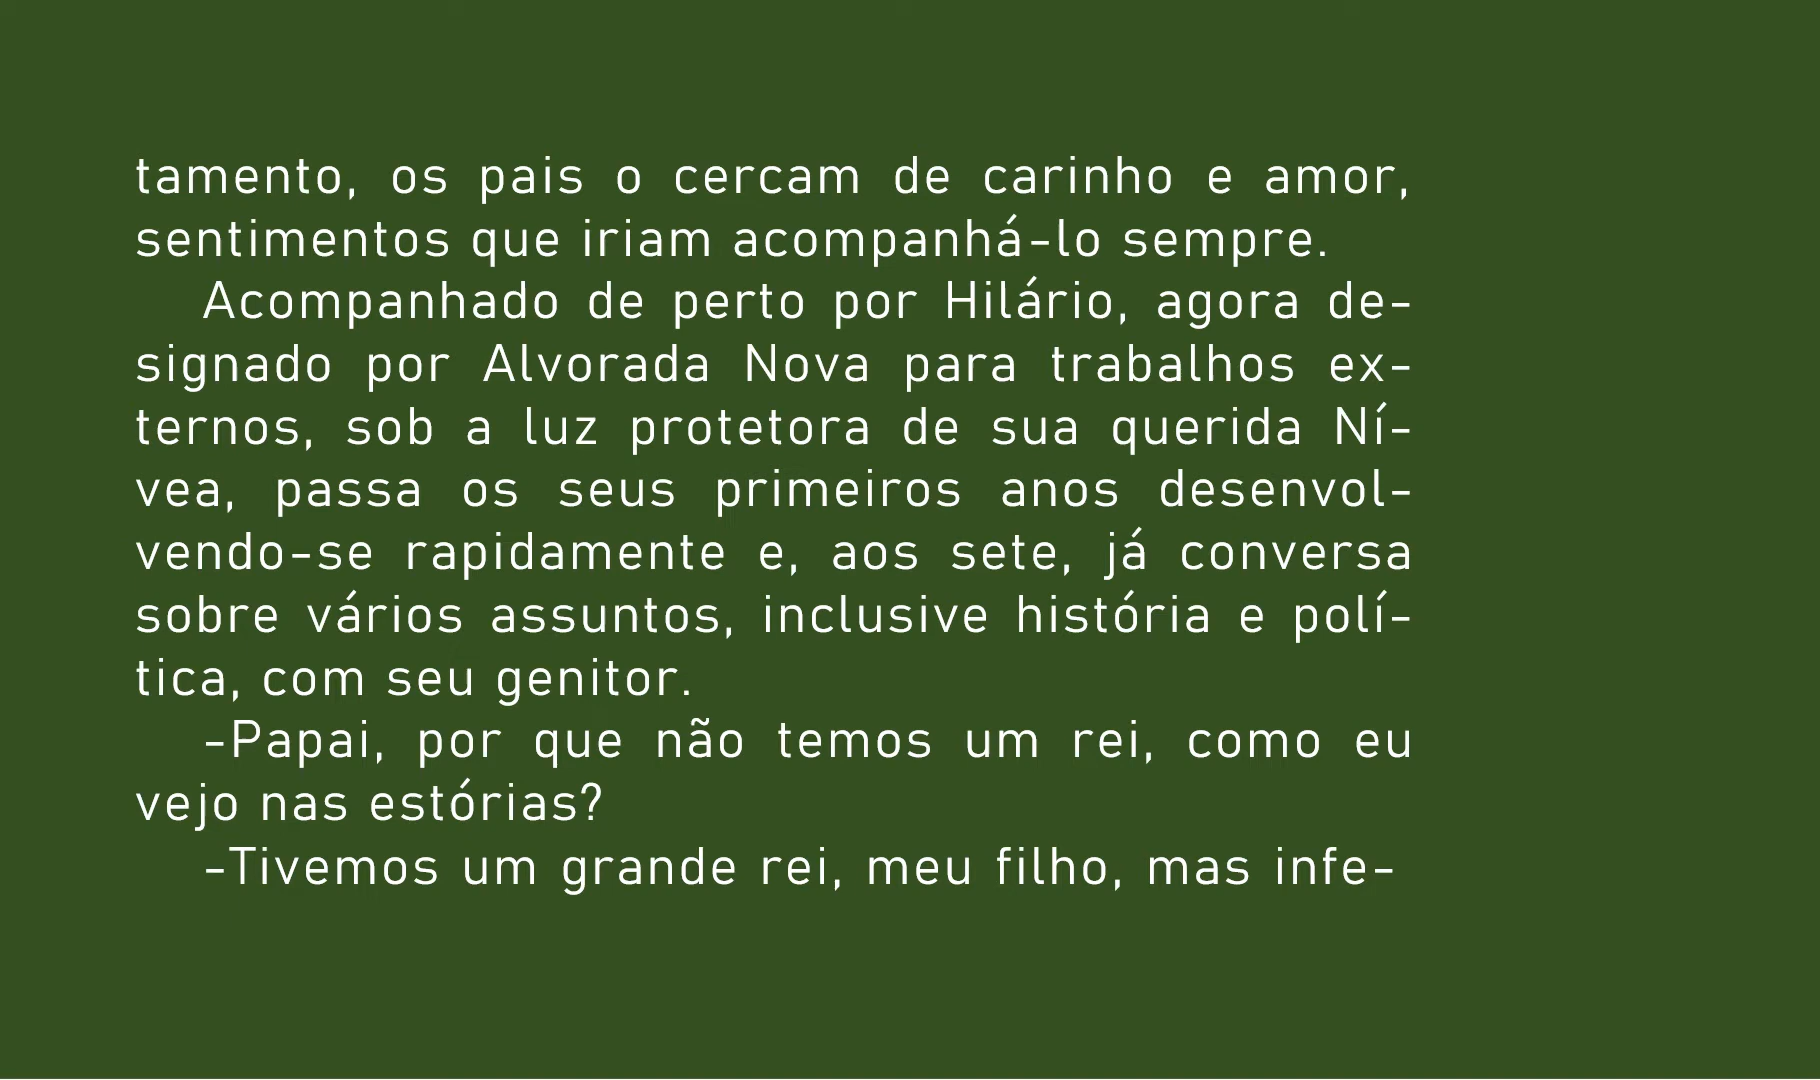 tamento, os pais o cercam de carinho e amor,
sentimentos que iriam acompanhá-lo sempre.
Acompanhado de perto por Hilário, agora de-
signado por Alvorada Nova para trabalhos ex-
ternos, sob a luz protetora de sua querida Ní-
vea, passa os seus primeiros anos desenvol-
vendo-se rapidamente e, aos sete, já conversa
sobre vários assuntos, inclusive história e polí-
tica, com seu genitor.
-Papai, por que não temos um rei, como eu
vejo nas estórias?
-Tivemos um grande rei, meu filho, mas infe-